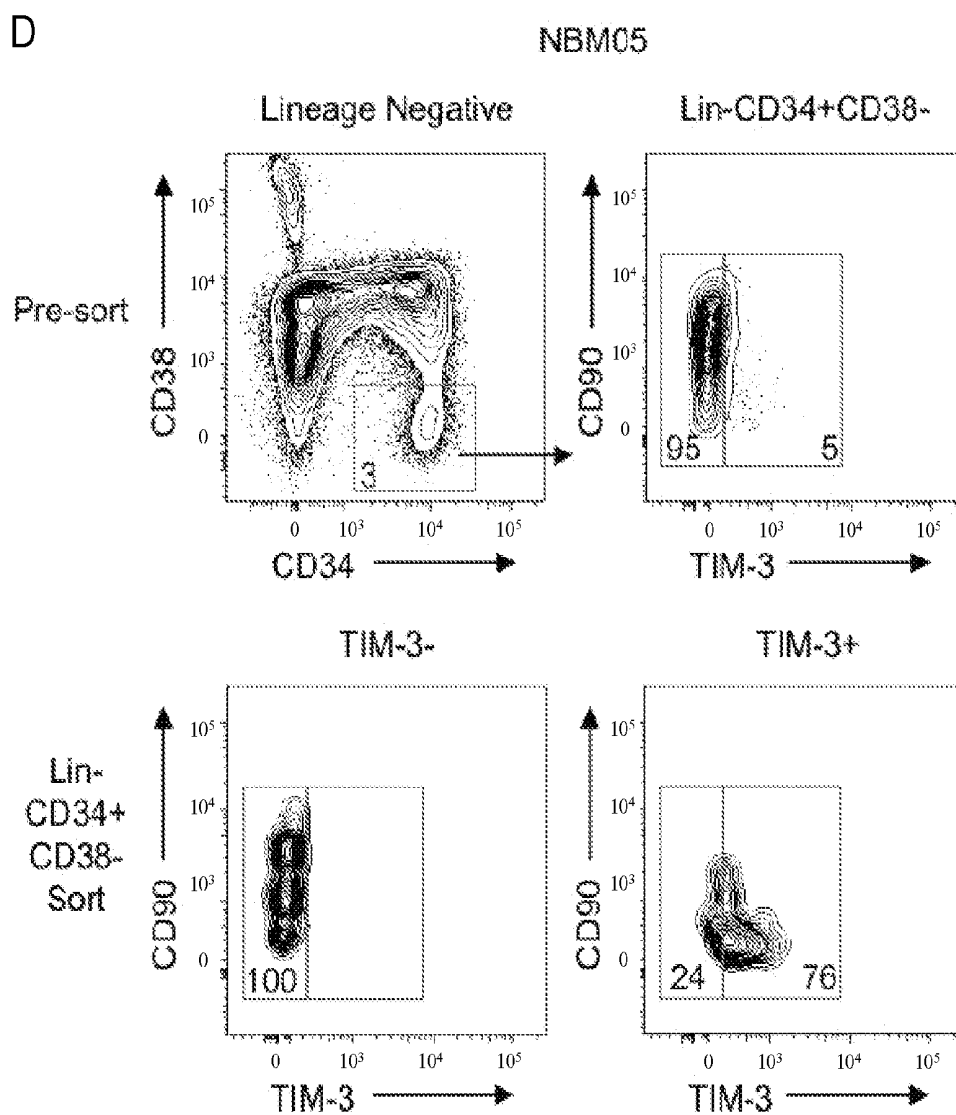 D
NBM05
Lineage Negative
Lin-CD34+CD38-
Pre-sort
CD38
10⁵
10⁴
10³
0
3
0
10³
10⁴
10⁵
CD34
CD90
10⁵
10⁴
10³
0
95
5
0
10³
10⁴
10⁵
TIM-3
TIM-3-
TIM-3+
Lin-
CD34+
CD38-
Sort
CD90
10⁵
10⁴
10³
0
100
0
10³
10⁴
10⁵
TIM-3
CD90
10⁵
10⁴
10³
0
24
76
0
10³
10⁴
10⁵
TIM-3